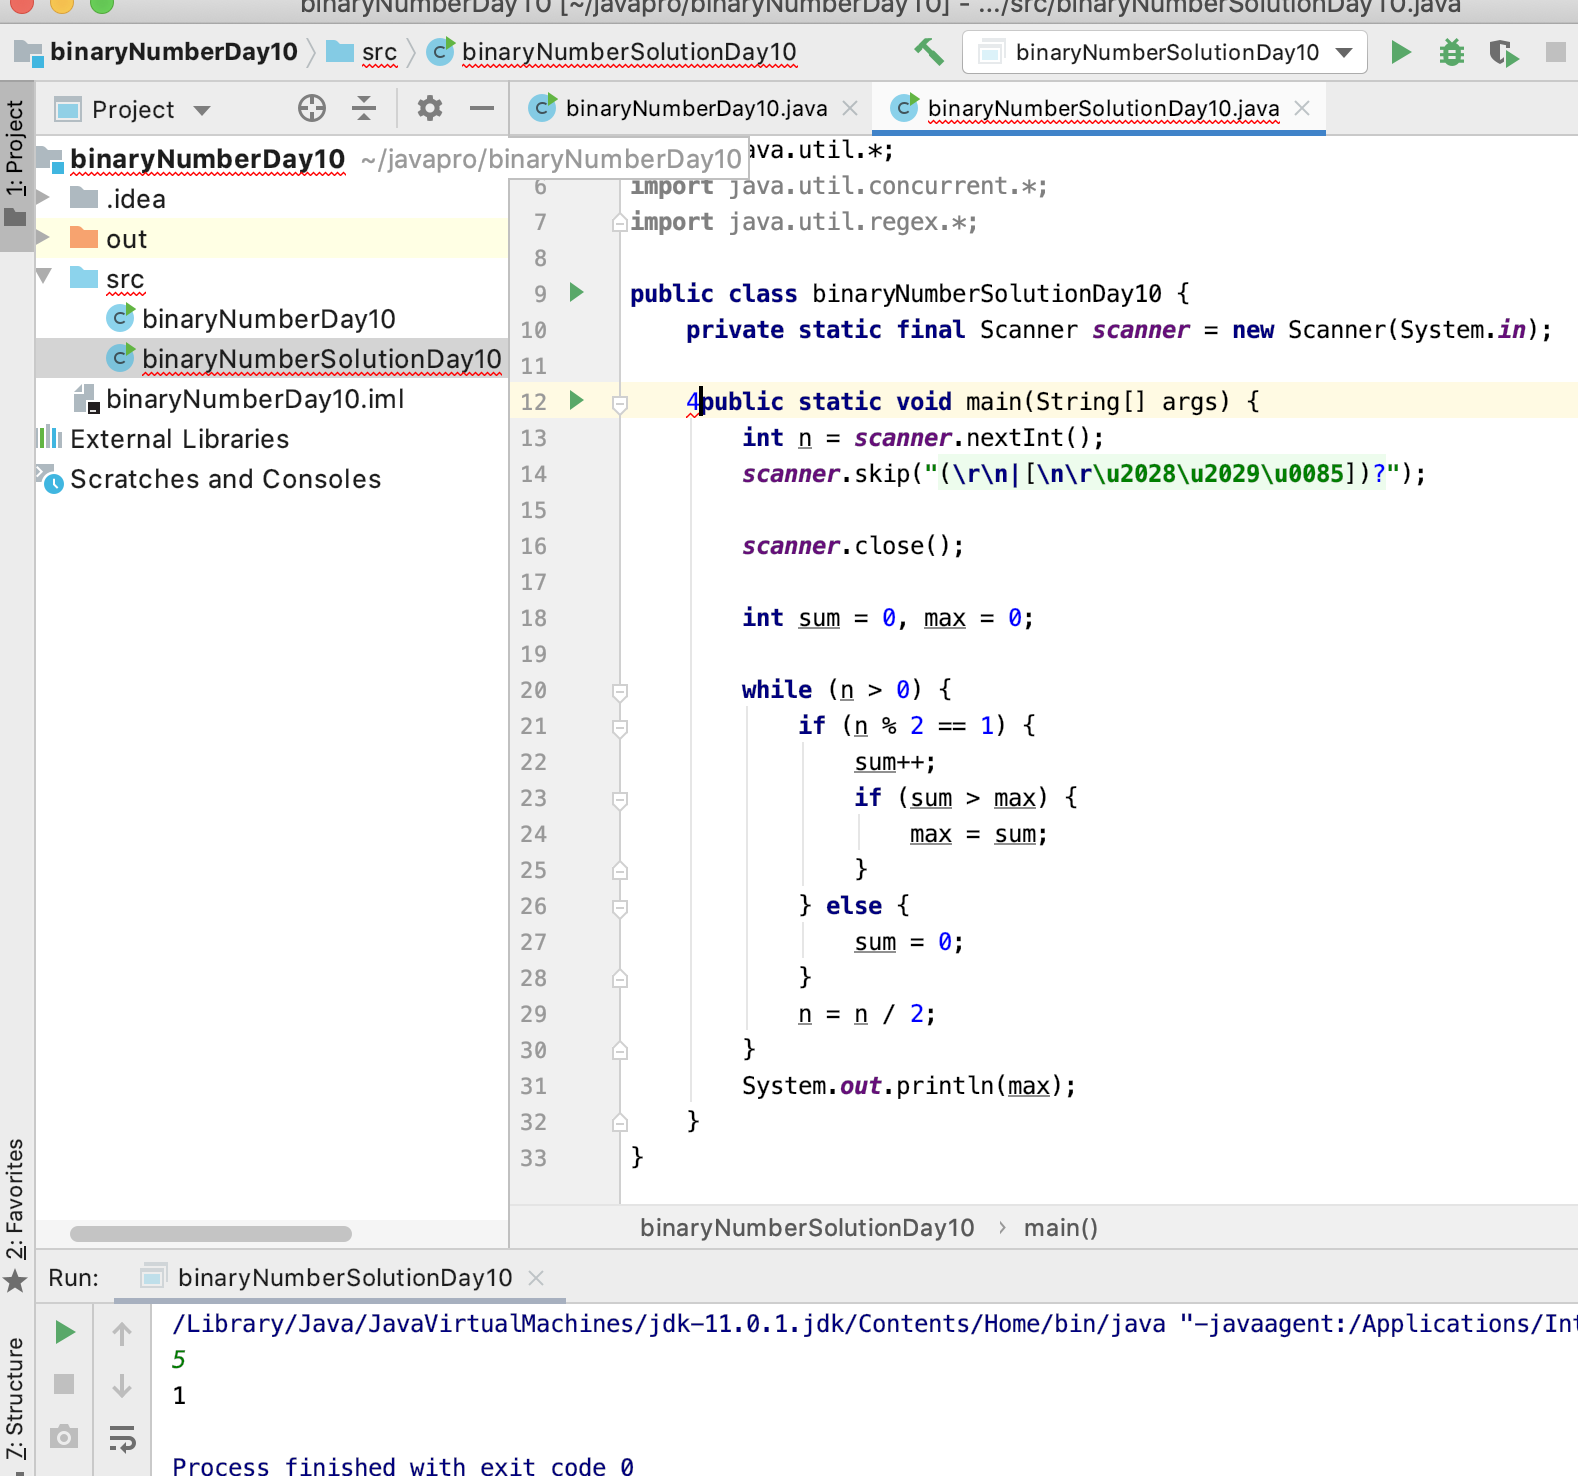 binaryNumberDay10 [~/javapro/binaryNumberDay10] - .../src/binaryNumberSolutionDay10.java
binaryNumberDay10 src binaryNumberSolutionDay10 binaryNumberSolutionDay10
1: Project
Project
binaryNumberDay10.java binaryNumberSolutionDay10.java
binaryNumberDay10 ~/javapro/binaryNumberDay10
.idea
out
src
binaryNumberDay10
binaryNumberSolutionDay10
binaryNumberDay10.iml
External Libraries
Scratches and Consoles
ava.util.*;
6 import java.util.concurrent.*;
7 import java.util.regex.*;
8
9 public class binaryNumberSolutionDay10 {
10 private static final Scanner scanner = new Scanner(System.in);
11
12 4public static void main(String[] args) {
13 int n = scanner.nextInt();
14 scanner.skip("(\r\n|[\n\r\u2028\u2029\u0085])?");
15
16 scanner.close();
17
18 int sum = 0, max = 0;
19
20 while (n > 0) {
21 if (n % 2 == 1) {
22 sum++;
23 if (sum > max) {
24 max = sum;
25 }
26 } else {
27 sum = 0;
28 }
29 n = n / 2;
30 }
31 System.out.println(max);
32 }
33 }
binaryNumberSolutionDay10 › main()
2: Favorites
7: Structure
Run: binaryNumberSolutionDay10
/Library/Java/JavaVirtualMachines/jdk-11.0.1.jdk/Contents/Home/bin/java "-javaagent:/Applications/Int
5
1
Process finished with exit code 0